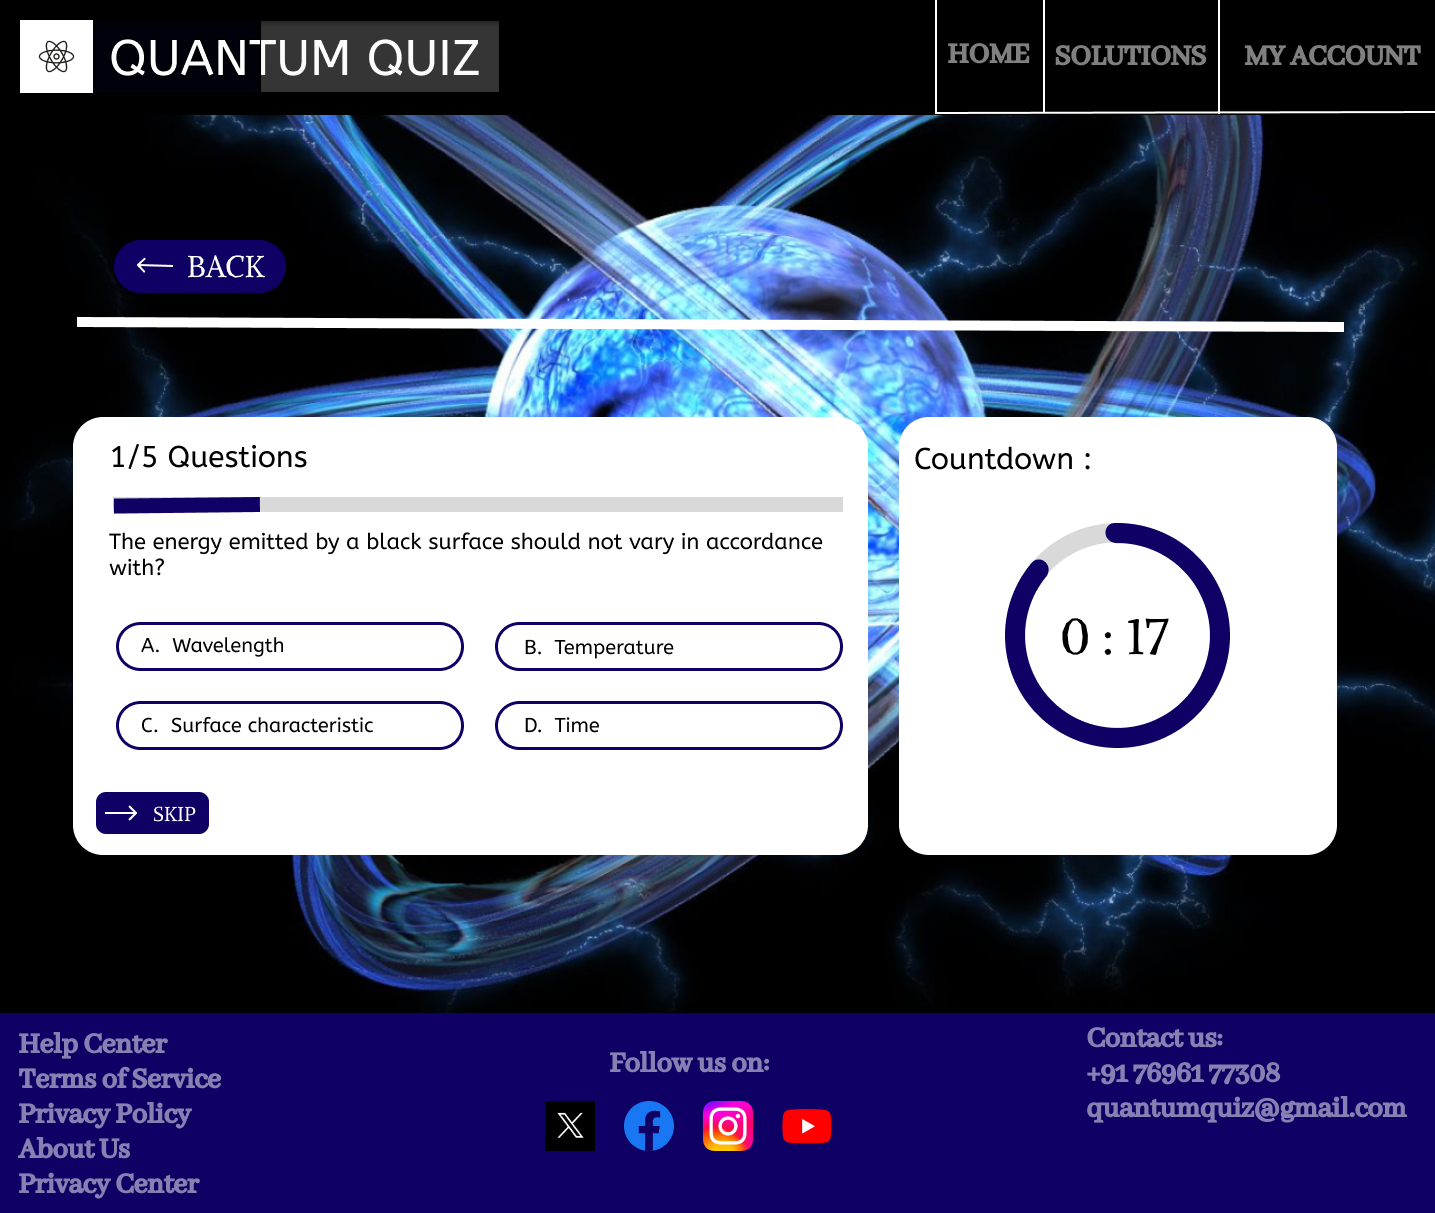 QUANTUM QUIZ
HOME
SOLUTIONS
MY ACCOUNT
BACK
1/5 Questions
The energy emitted by a black surface should not vary in accordance
with?
A. Wavelength
B. Temperature
C. Surface characteristic
D. Time
SKIP
Countdown :
0 : 17
Help Center
Terms of Service
Privacy Policy
About Us
Privacy Center
Follow us on:
Contact us:
+91 76961 77308
quantumquiz@gmail.com